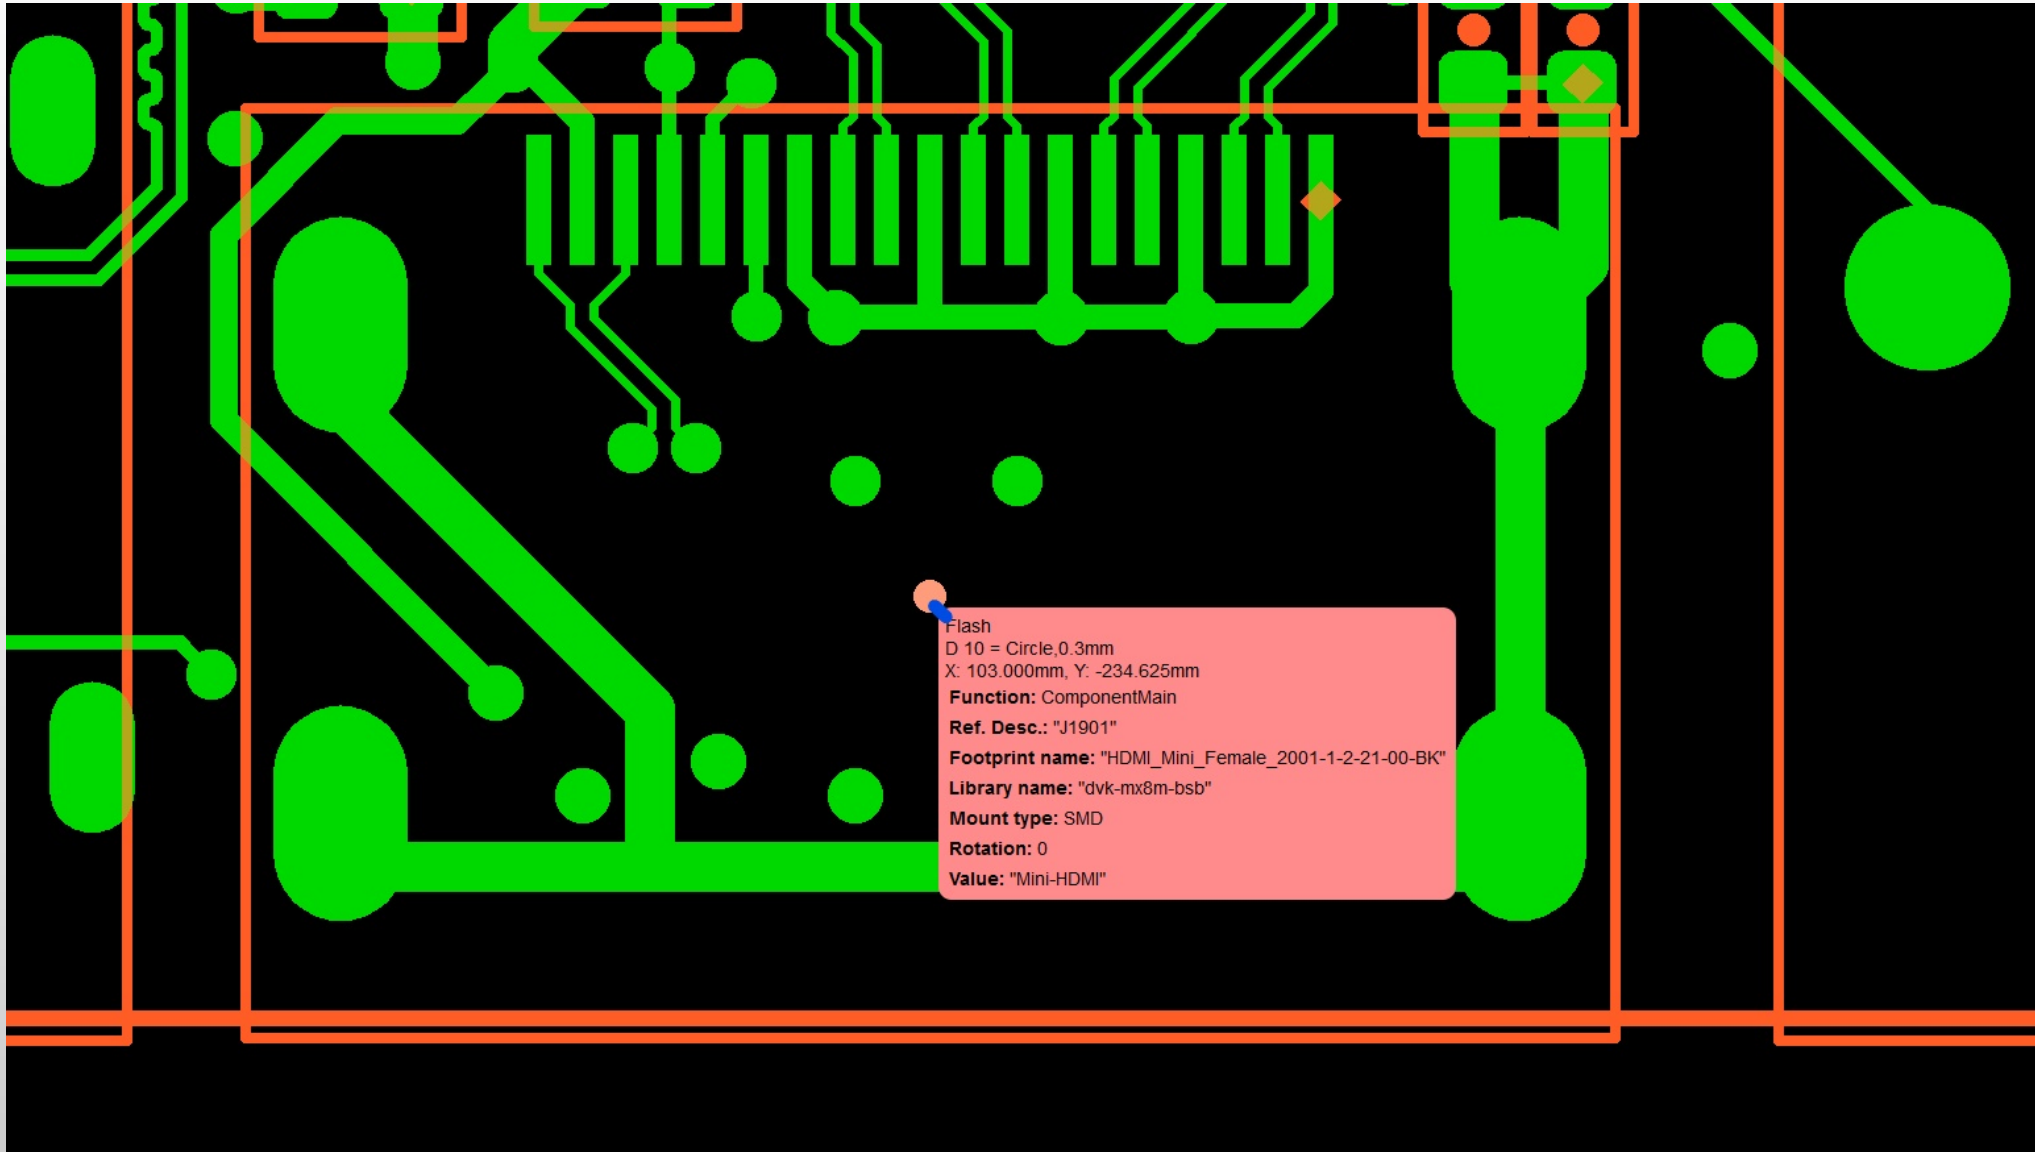 Flash
D 10 = Circle,0.3mm
X: 103.000mm, Y: -234.625mm
Function: ComponentMain
Ref. Desc.: "J1901"
Footprint name: "HDMI_Mini_Female_2001-1-2-21-00-BK"
Library name: "dvk-mx8m-bsb"
Mount type: SMD
Rotation: 0
Value: "Mini-HDMI"